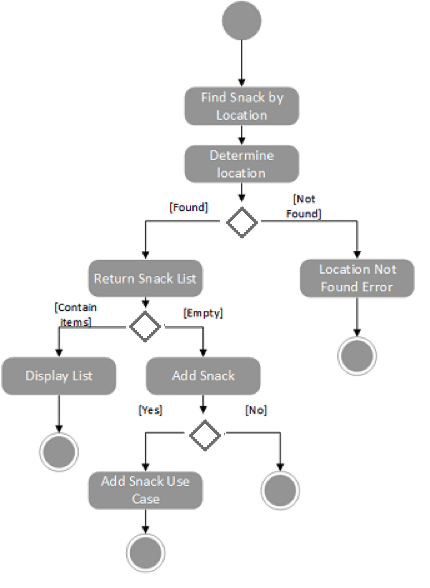 Find Snack by
Location
Determine
location
[Found]
[Not
Found]
Return Snack List
Location Not
Found Error
[Contain
items]
[Empty]
Display List
Add Snack
[Yes]
[No]
Add Snack Use
Case